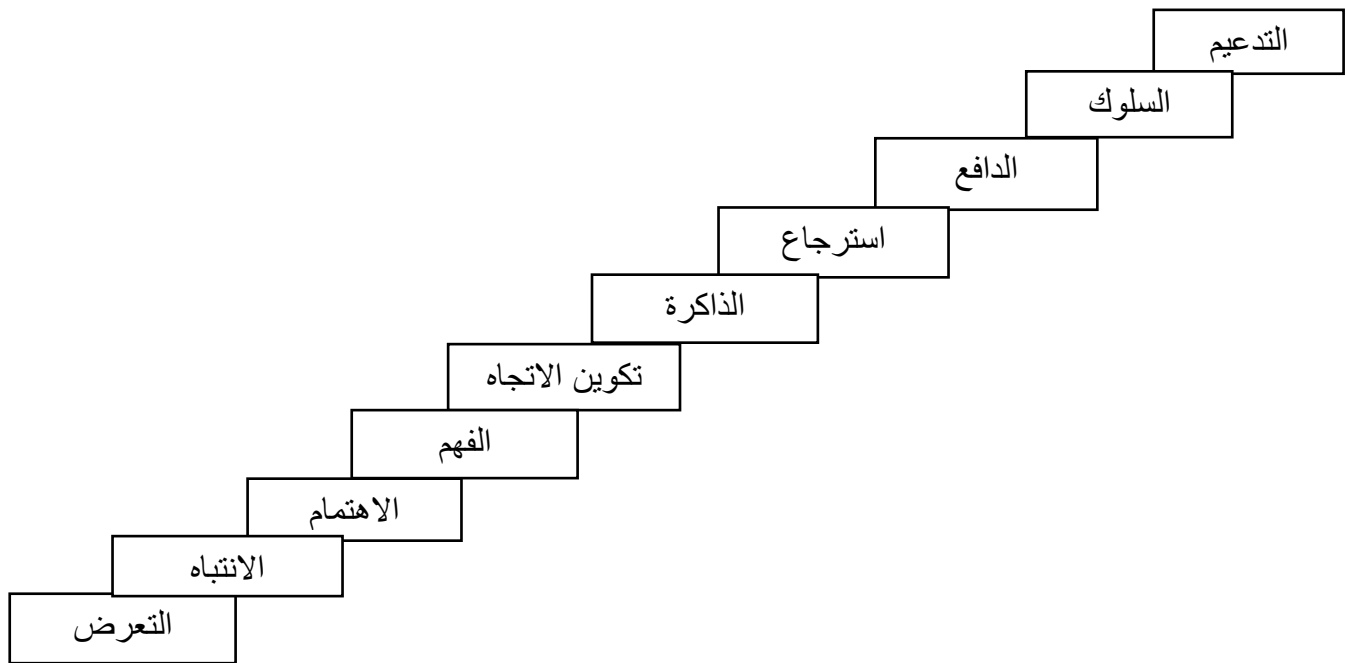 التدعيم
السلوك
الدافع
استرجاع
الذاكرة
تكوين الاتجاه
الفهم
الاهتمام
الانتباه
التعرض